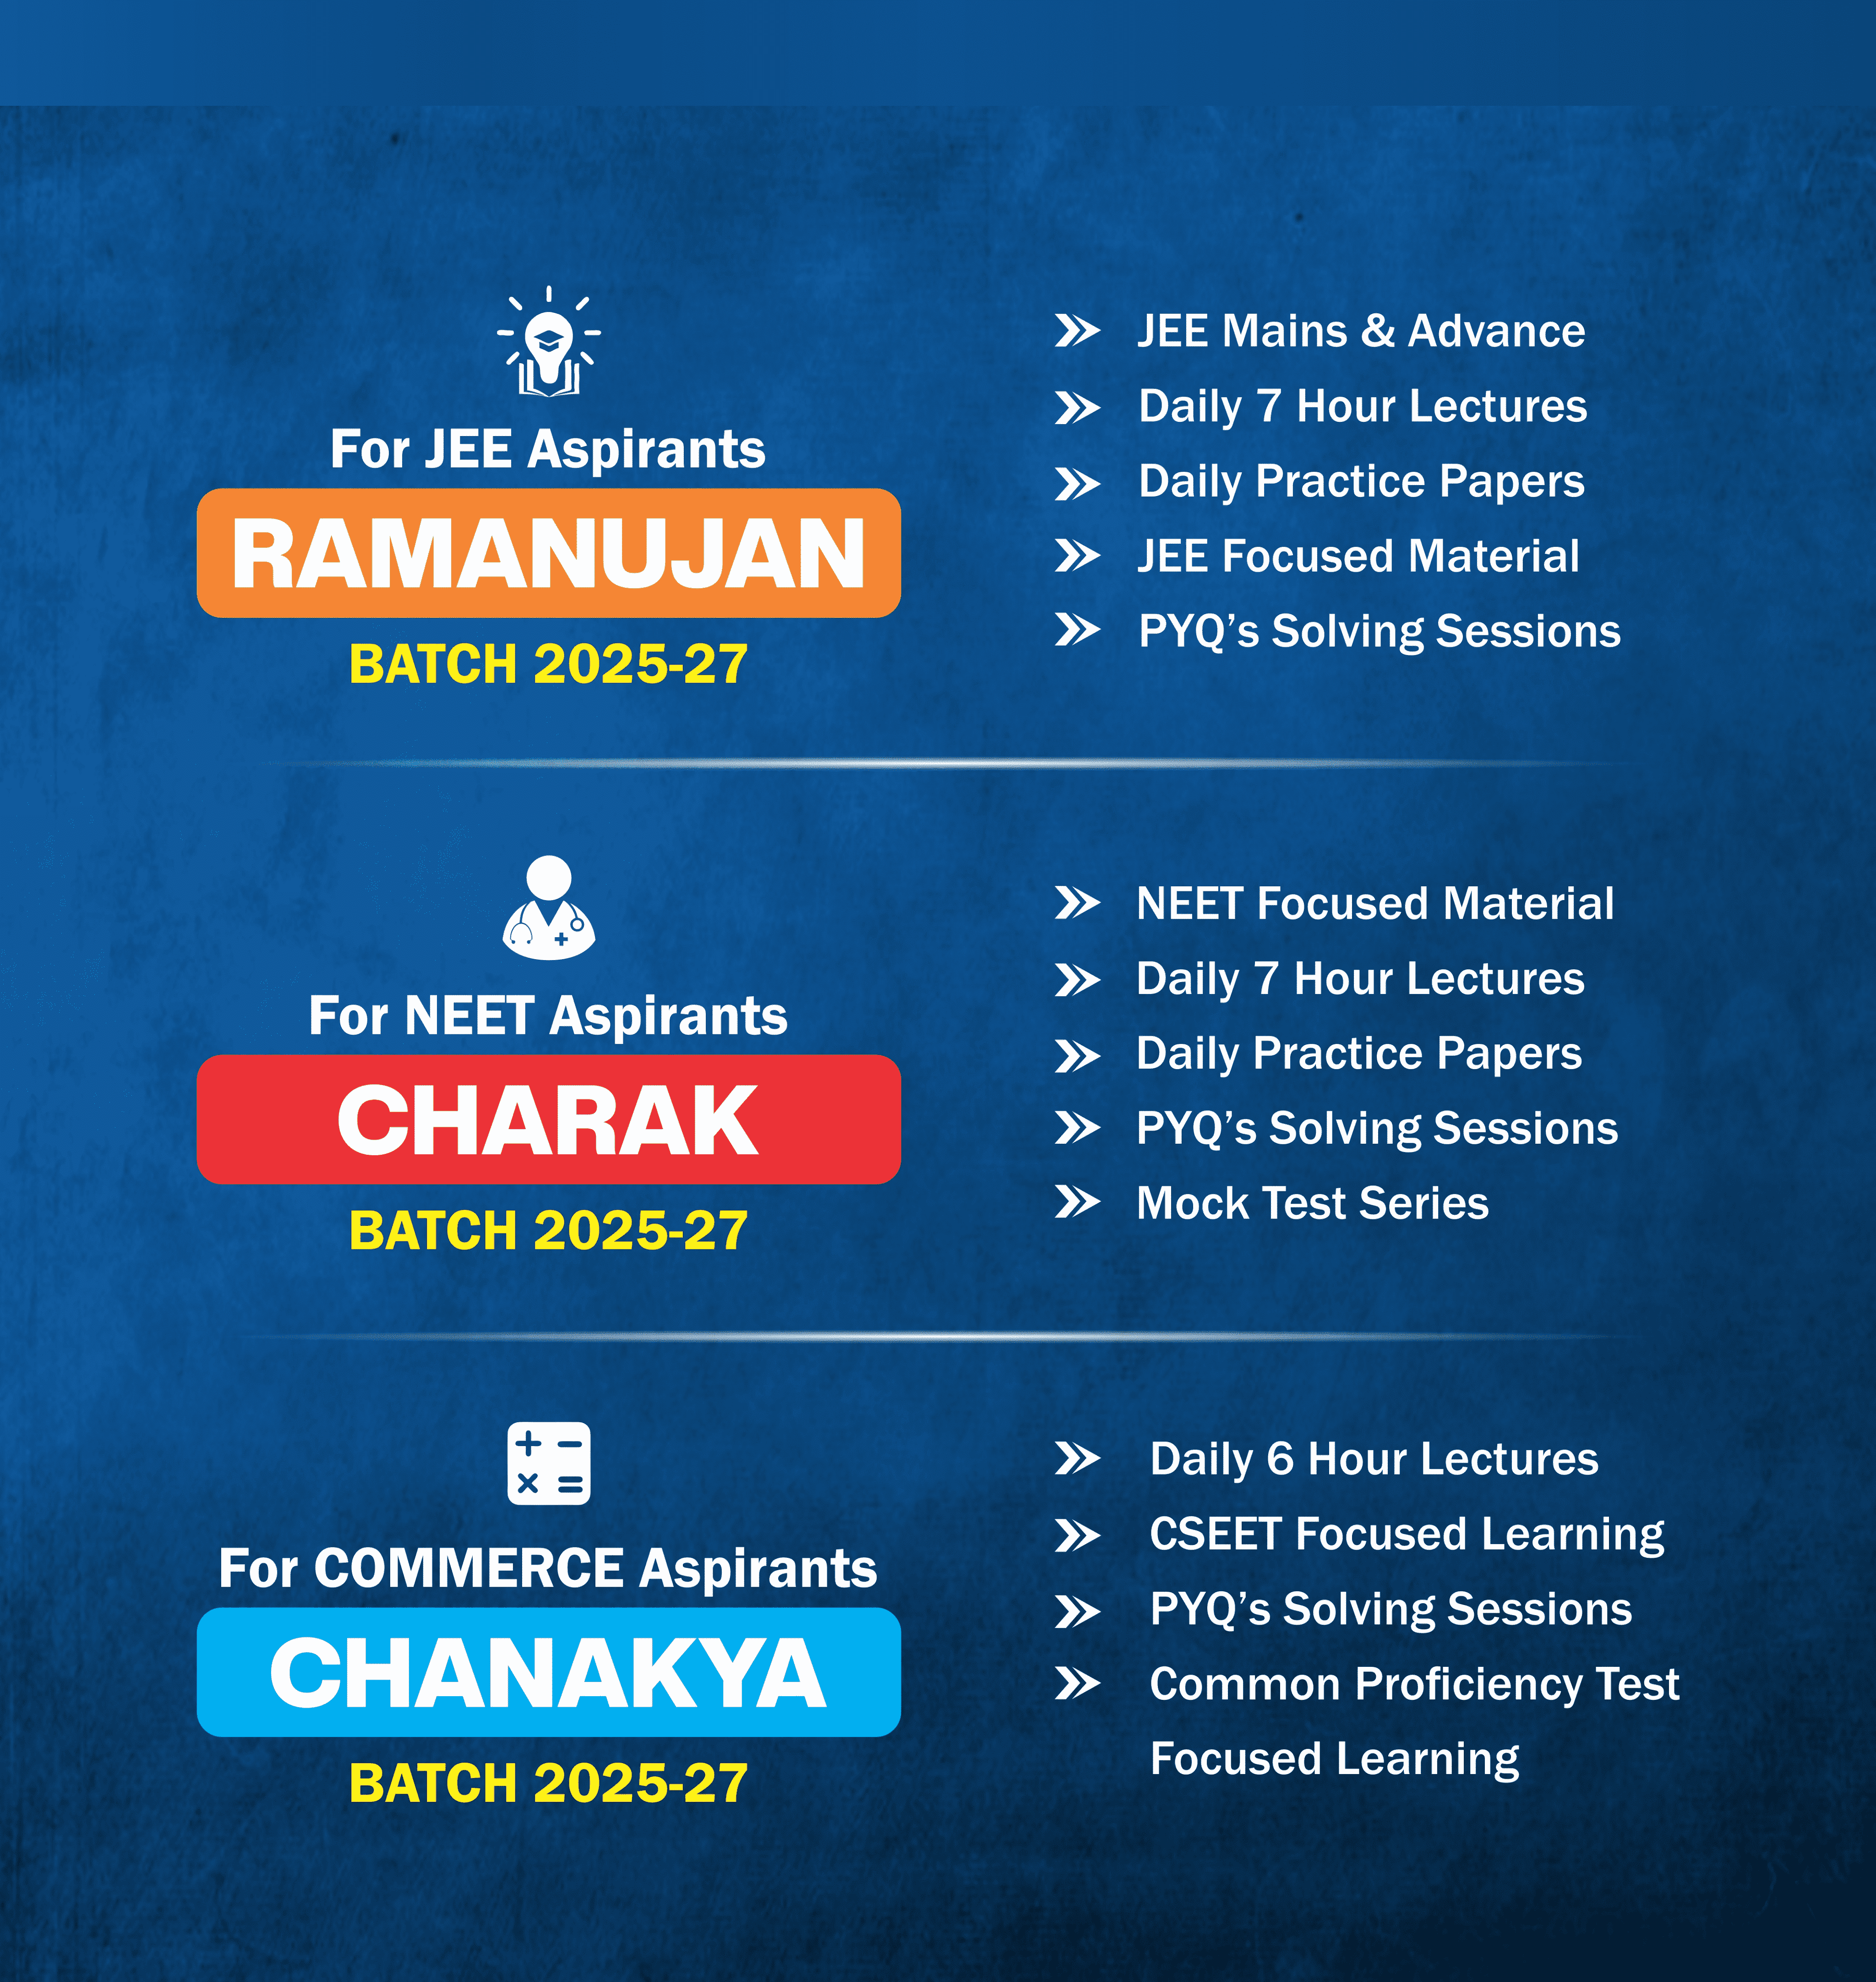 For JEE Aspirants
RAMANUJAN
BATCH 2025-27
JEE Mains & Advance
Daily 7 Hour Lectures
Daily Practice Papers
JEE Focused Material
PYQ’s Solving Sessions
For NEET Aspirants
CHARAK
BATCH 2025-27
NEET Focused Material
Daily 7 Hour Lectures
Daily Practice Papers
PYQ’s Solving Sessions
Mock Test Series
For COMMERCE Aspirants
CHANAKYA
BATCH 2025-27
Daily 6 Hour Lectures
CSEET Focused Learning
PYQ’s Solving Sessions
Common Proficiency Test
Focused Learning